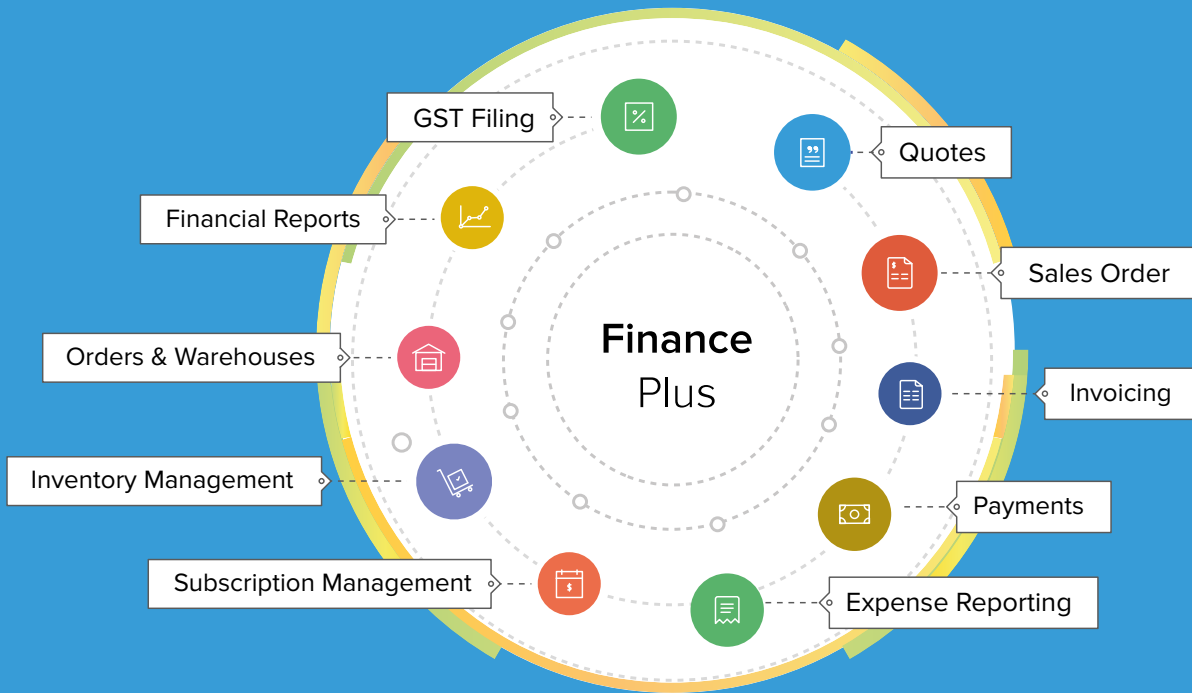 GST Filing
Quotes
Financial Reports
Sales Order
Orders & Warehouses
Finance
Plus
Invoicing
Inventory Management
Payments
Subscription Management
Expense Reporting